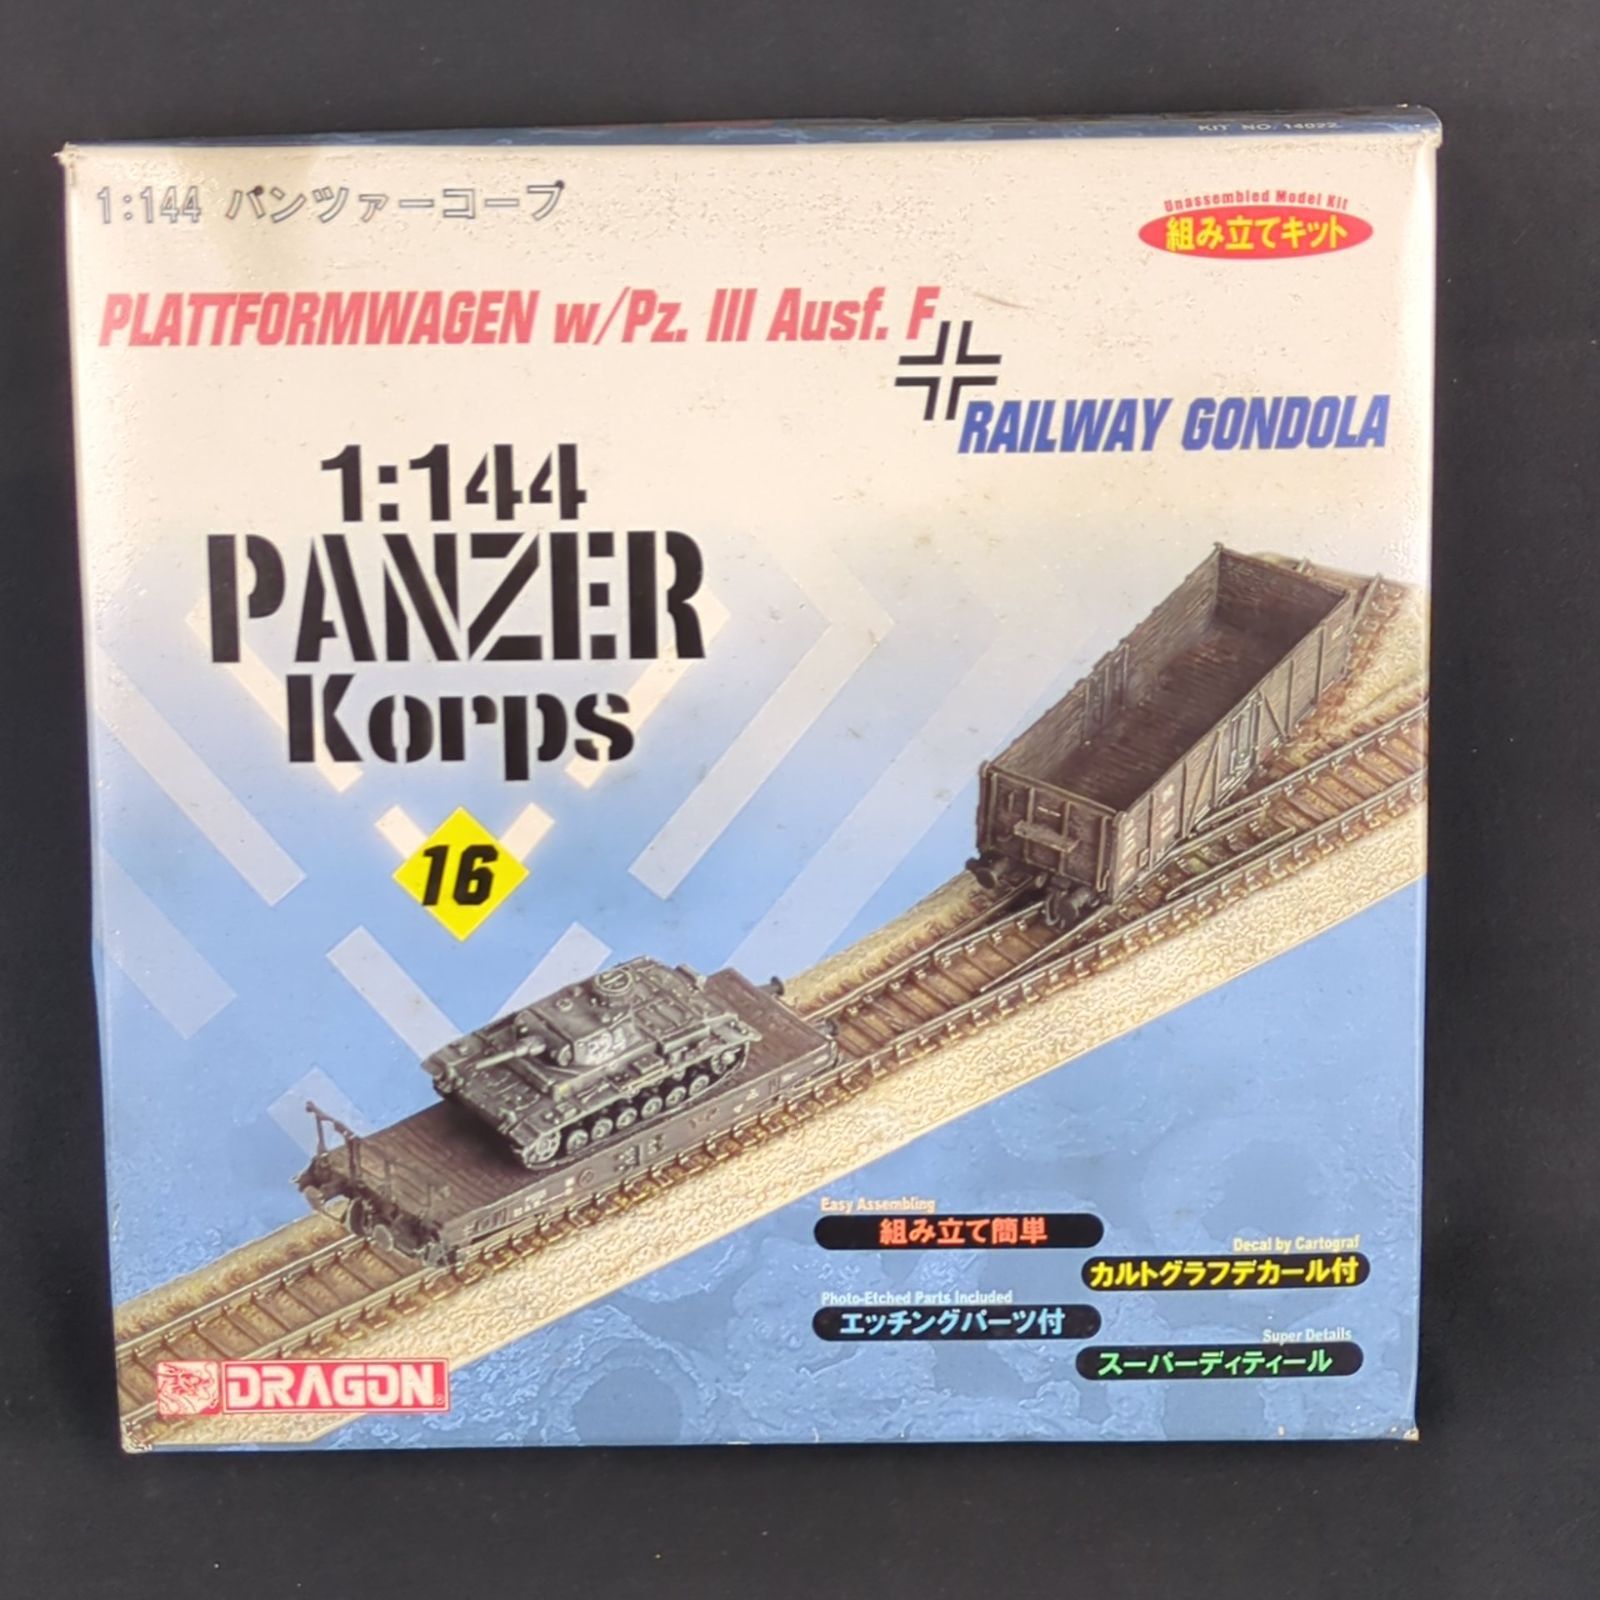 KIT NO. 14022
1:144 パンツァーコープ
Unassembled Model Kit
組み立てキット
PLATTFORMWAGEN w/Pz. III Ausf. F
RAILWAY GONDOLA
1:144
PANZER
Korps
16
224
Easy Assembling
組み立て簡単
Decal by Cartograf
カルトグラフデカール付
Photo-Etched Parts Included
エッチングパーツ付
Super Details
スーパーディティール
DRAGON®